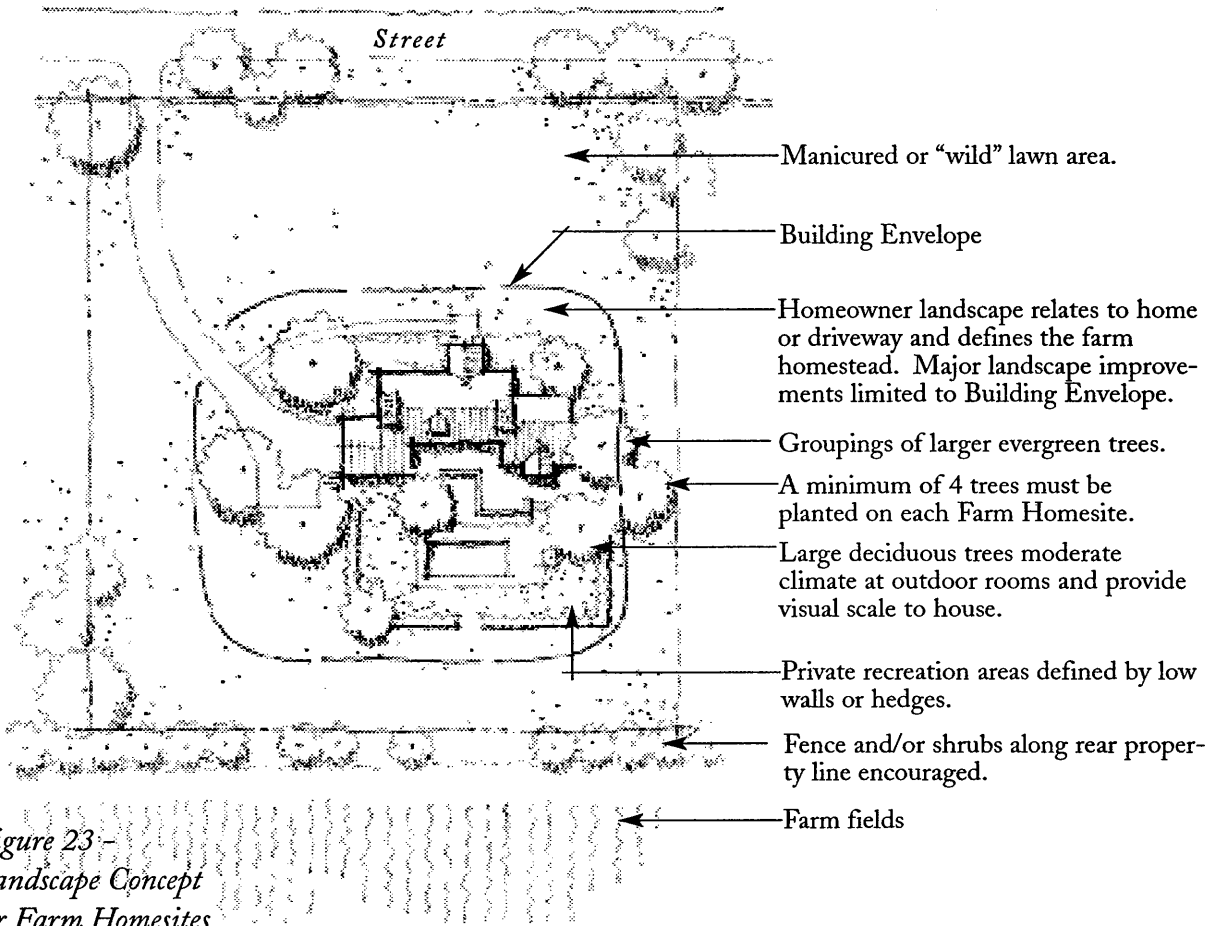 Street
Manicured or “wild” lawn area.
Building Envelope
Homeowner landscape relates to home
or driveway and defines the farm
homestead. Major landscape improve-
ments limited to Building Envelope.
Groupings of larger evergreen trees.
A minimum of 4 trees must be
planted on each Farm Homesite.
Large deciduous trees moderate
climate at outdoor rooms and provide
visual scale to house.
Private recreation areas defined by low
walls or hedges.
Fence and/or shrubs along rear proper-
ty line encouraged.
Farm fields
igure 23 -
andscape Concept
r Farm Homesites